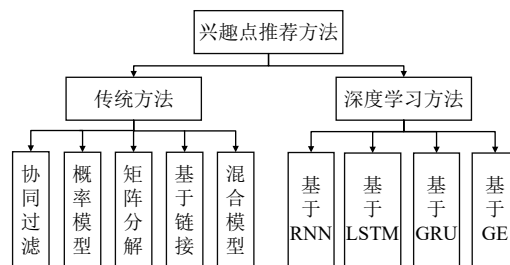 兴趣点推荐方法
传统方法
深度学习方法
协同过滤
概率模型
矩阵分解
基于链接
混合模型
基于RNN
基于LSTM
基于GRU
基于GE